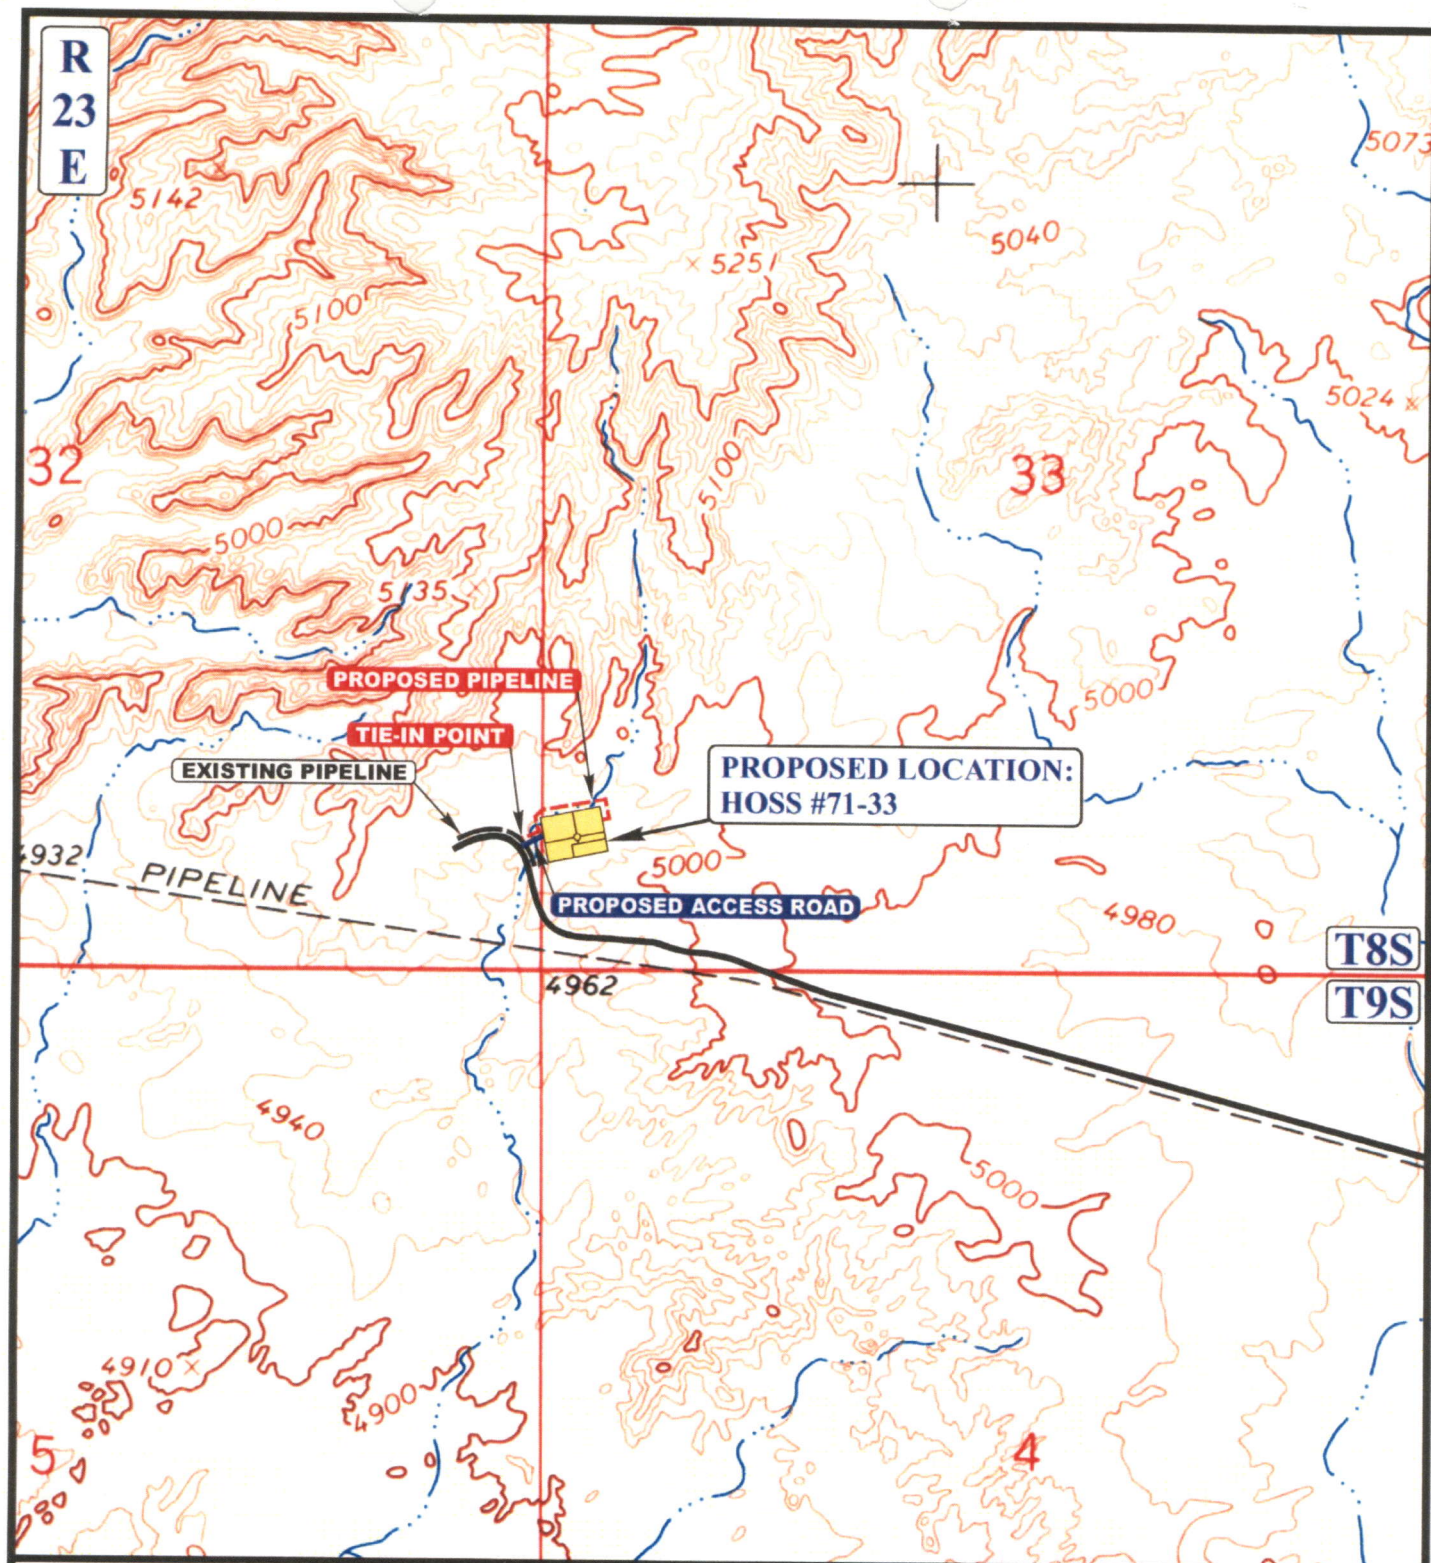 R
23
E
5142
5073
5040
× 5251
5100
5024 ×
32
33
5100
5000
5135
PROPOSED PIPELINE
5000
TIE-IN POINT
EXISTING PIPELINE
PROPOSED LOCATION:
HOSS #71-33
4932
PIPELINE
5000
PROPOSED ACCESS ROAD
4980
T8S
4962
T9S
4940
5000
4910 ×
4900
5
4